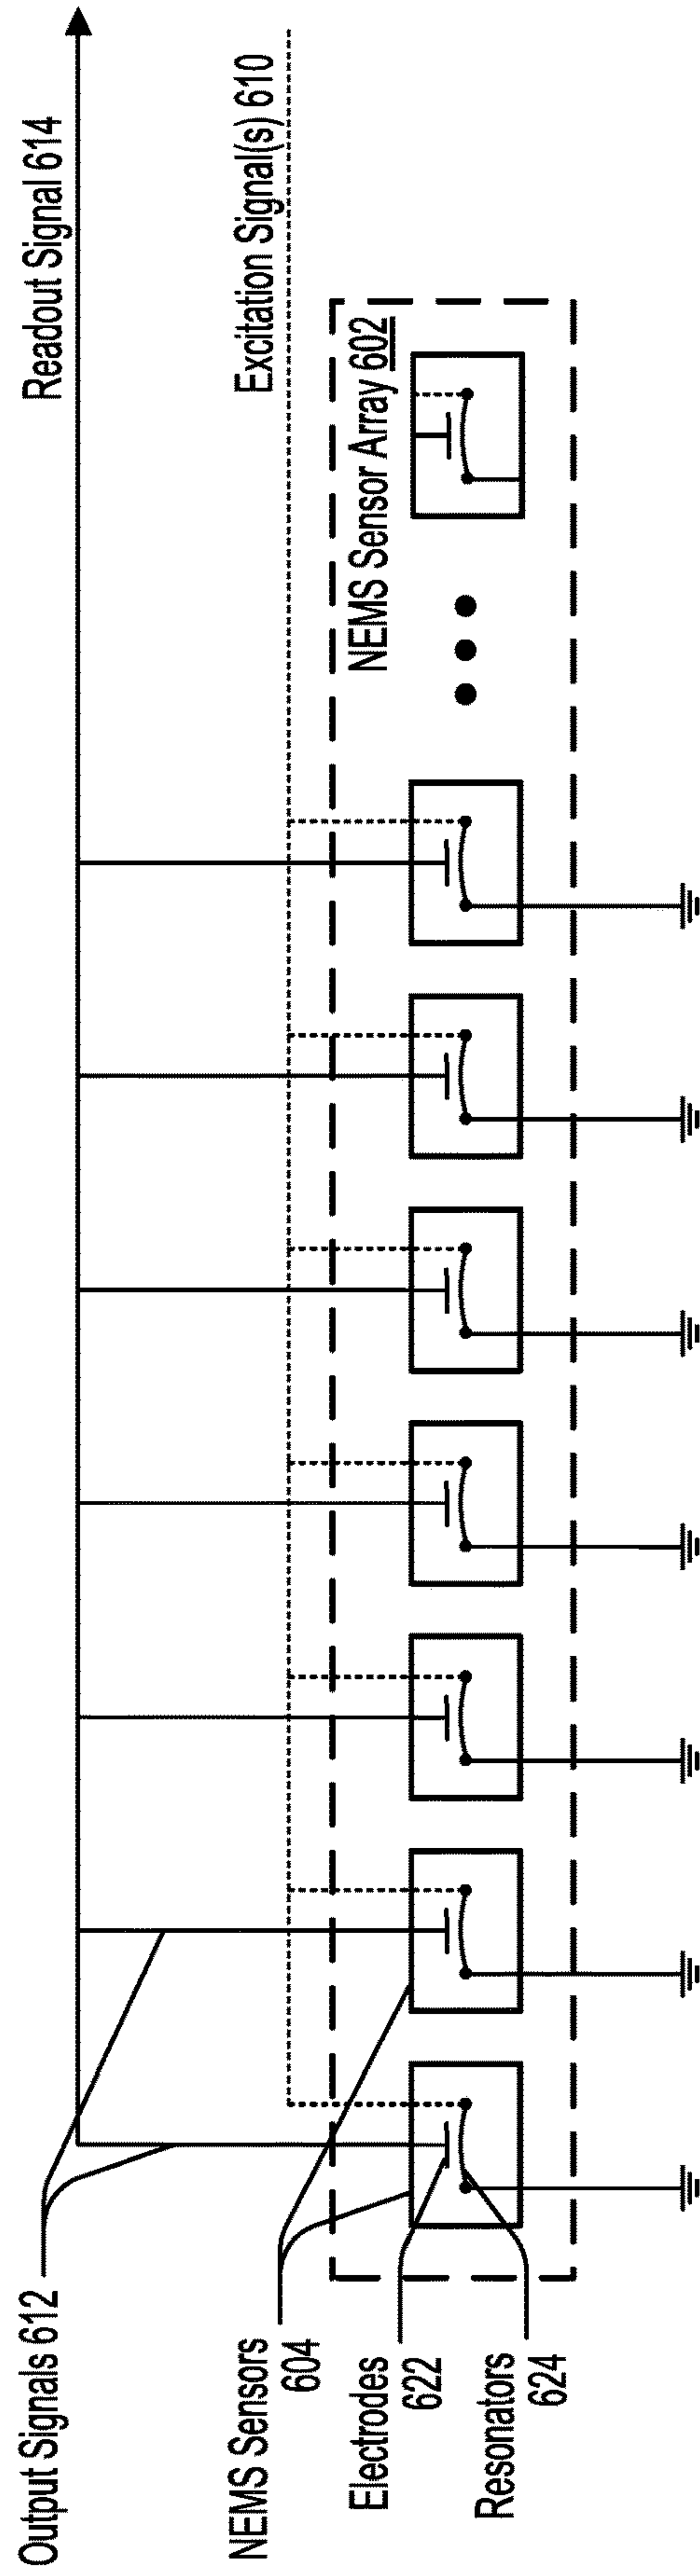 Readout Signal 614
Excitation Signal(s) 610
NEMS Sensor Array 602
Output Signals 612
NEMS Sensors
604
Electrodes
622
Resonators
624